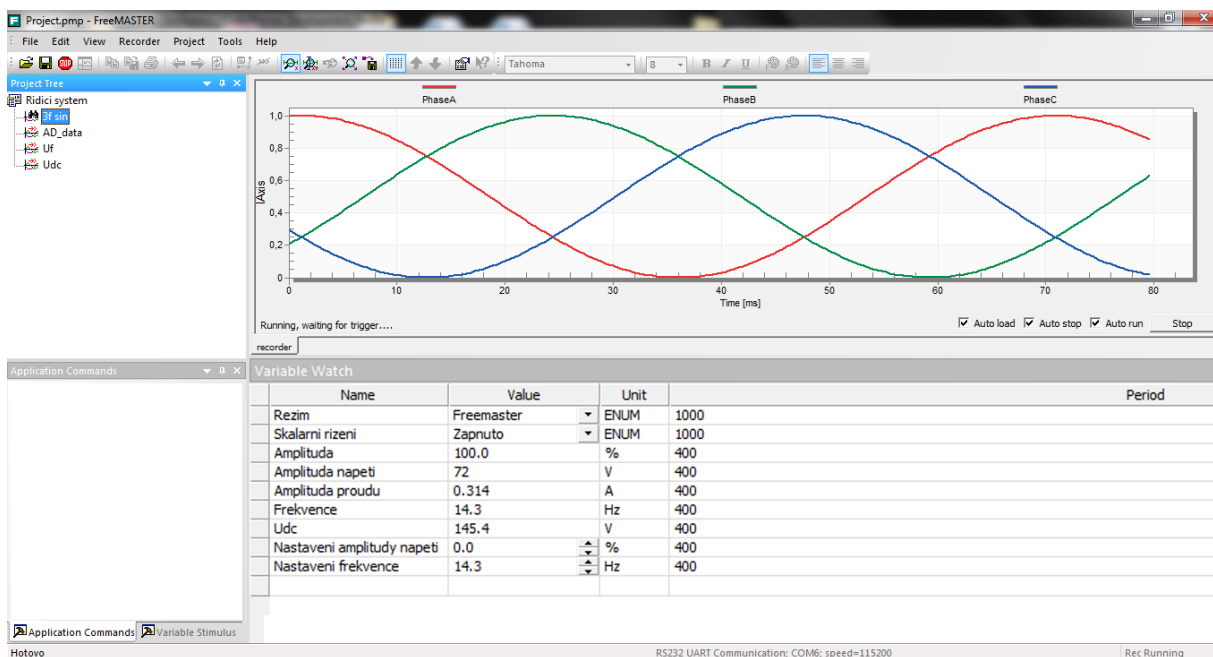 Project.pmp - FreeMASTER
File Edit View Recorder Project Tools Help
Tahoma 8 B I U
Project Tree
Ridici system
3f sin
AD_data
Uf
Udc
PhaseA PhaseB PhaseC
1,0
0,8
0,6
0,4
0,2
0
IAxis
0 10 20 30 40 50 60 70 80
Time [ms]
Running, waiting for trigger....
Auto load Auto stop Auto run Stop
recorder
Application Commands
Variable Watch
Name Value Unit Period
Rezim Freemaster ENUM 1000
Skalarni rizeni Zapnuto ENUM 1000
Amplituda 100.0 % 400
Amplituda napeti 72 V 400
Amplituda proudu 0.314 A 400
Frekvence 14.3 Hz 400
Udc 145.4 V 400
Nastaveni amplitudy napeti 0.0 % 400
Nastaveni frekvence 14.3 Hz 400
Application Commands Variable Stimulus
Hotovo RS232 UART Communication: COM6; speed=115200 Rec Running